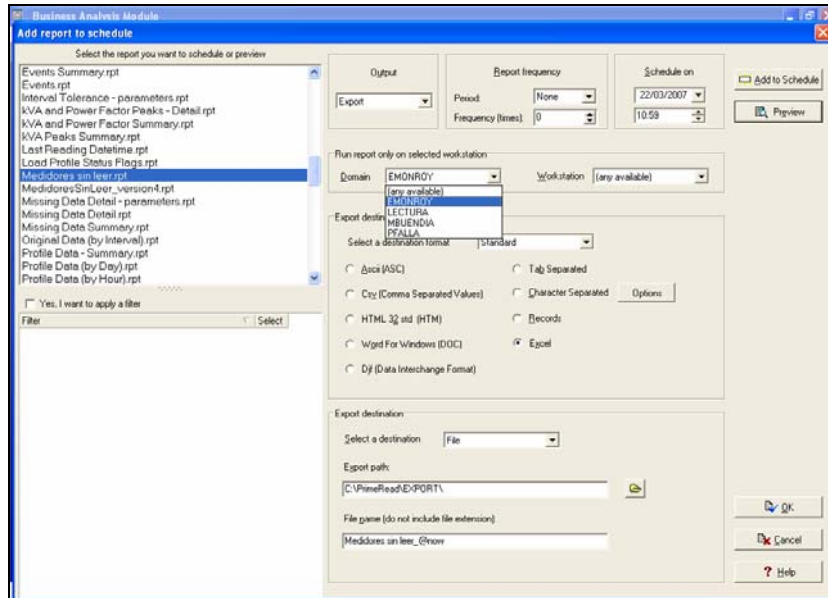 Business Analysis Module
Add report to schedule
Select the report you want to schedule or preview
Events Summary.rpt
Events.rpt
Interval Tolerance - parameters.rpt
kVA and Power Factor Peaks - Detail.rpt
kVA and Power Factor Summary.rpt
kVA Peaks Summary.rpt
Last Reading Datetime.rpt
Load Profile Status Flags.rpt
Medidores sin leer.rpt
MedidoresSinLeer_version4.rpt
Missing Data Detail - parameters.rpt
Missing Data Detail.rpt
Missing Data Summary.rpt
Original Data (by Interval).rpt
Profile Data - Summary.rpt
Profile Data (by Day).rpt
Profile Data (by Hour).rpt
Yes, I want to apply a filter
Filter Select
Output
Export
Report frequency
Period: None
Frequency (times): 0
Schedule on
22/03/2007
10:59
Add to Schedule
Preview
Run report only on selected workstation
Domain EMONROY
Workstation (any available)
(any available)
EMONROY
LECTURA
MBUENDIA
PFALLA
Select a destination format Standard
Ascii (ASC)
Tab Separated
Csv (Comma Separated Values)
Character Separated Options
HTML 32 std (HTM)
Records
Word For Windows (DOC)
Excel
Dif (Data Interchange Format)
Export destination
Select a destination File
Export path:
C:\PrimeRead\EXPORT\
File name (do not include file extension)
Medidores sin leer_@now
OK
Cancel
Help